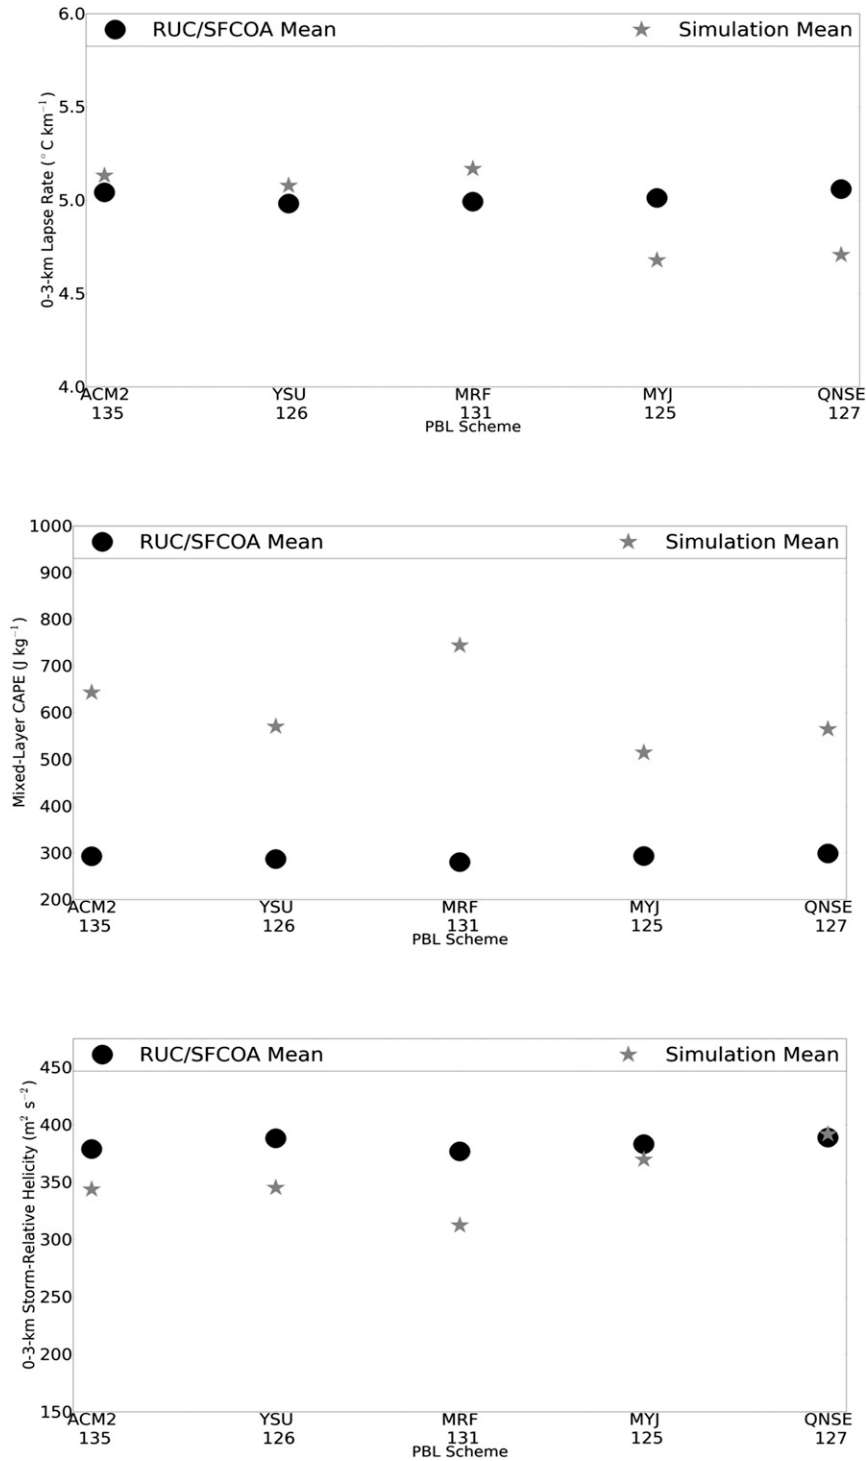 6.0
RUC/SFCOA Mean Simulation Mean
5.5
5.0
4.5
4.0
0-3-km Lapse Rate (°C km⁻¹)
ACM2 YSU MRF MYJ QNSE
135 126 131 125 127
PBL Scheme
1000
RUC/SFCOA Mean Simulation Mean
900
800
700
600
500
400
300
200
Mixed-Layer CAPE (J kg⁻¹)
ACM2 YSU MRF MYJ QNSE
135 126 131 125 127
PBL Scheme
RUC/SFCOA Mean Simulation Mean
450
400
350
300
250
200
150
0-3-km Storm-Relative Helicity (m² s⁻²)
ACM2 YSU MRF MYJ QNSE
135 126 131 125 127
PBL Scheme